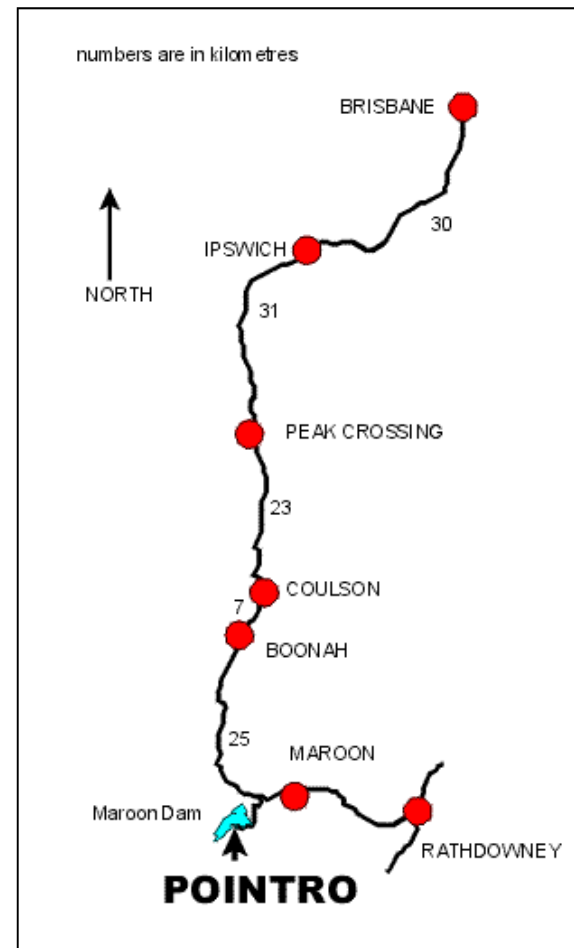 numbers are in kilometres
BRISBANE
30
IPSWICH
NORTH
31
PEAK CROSSING
23
COULSON
7
BOONAH
25
MAROON
Maroon Dam
RATHDOWNEY
POINTRO